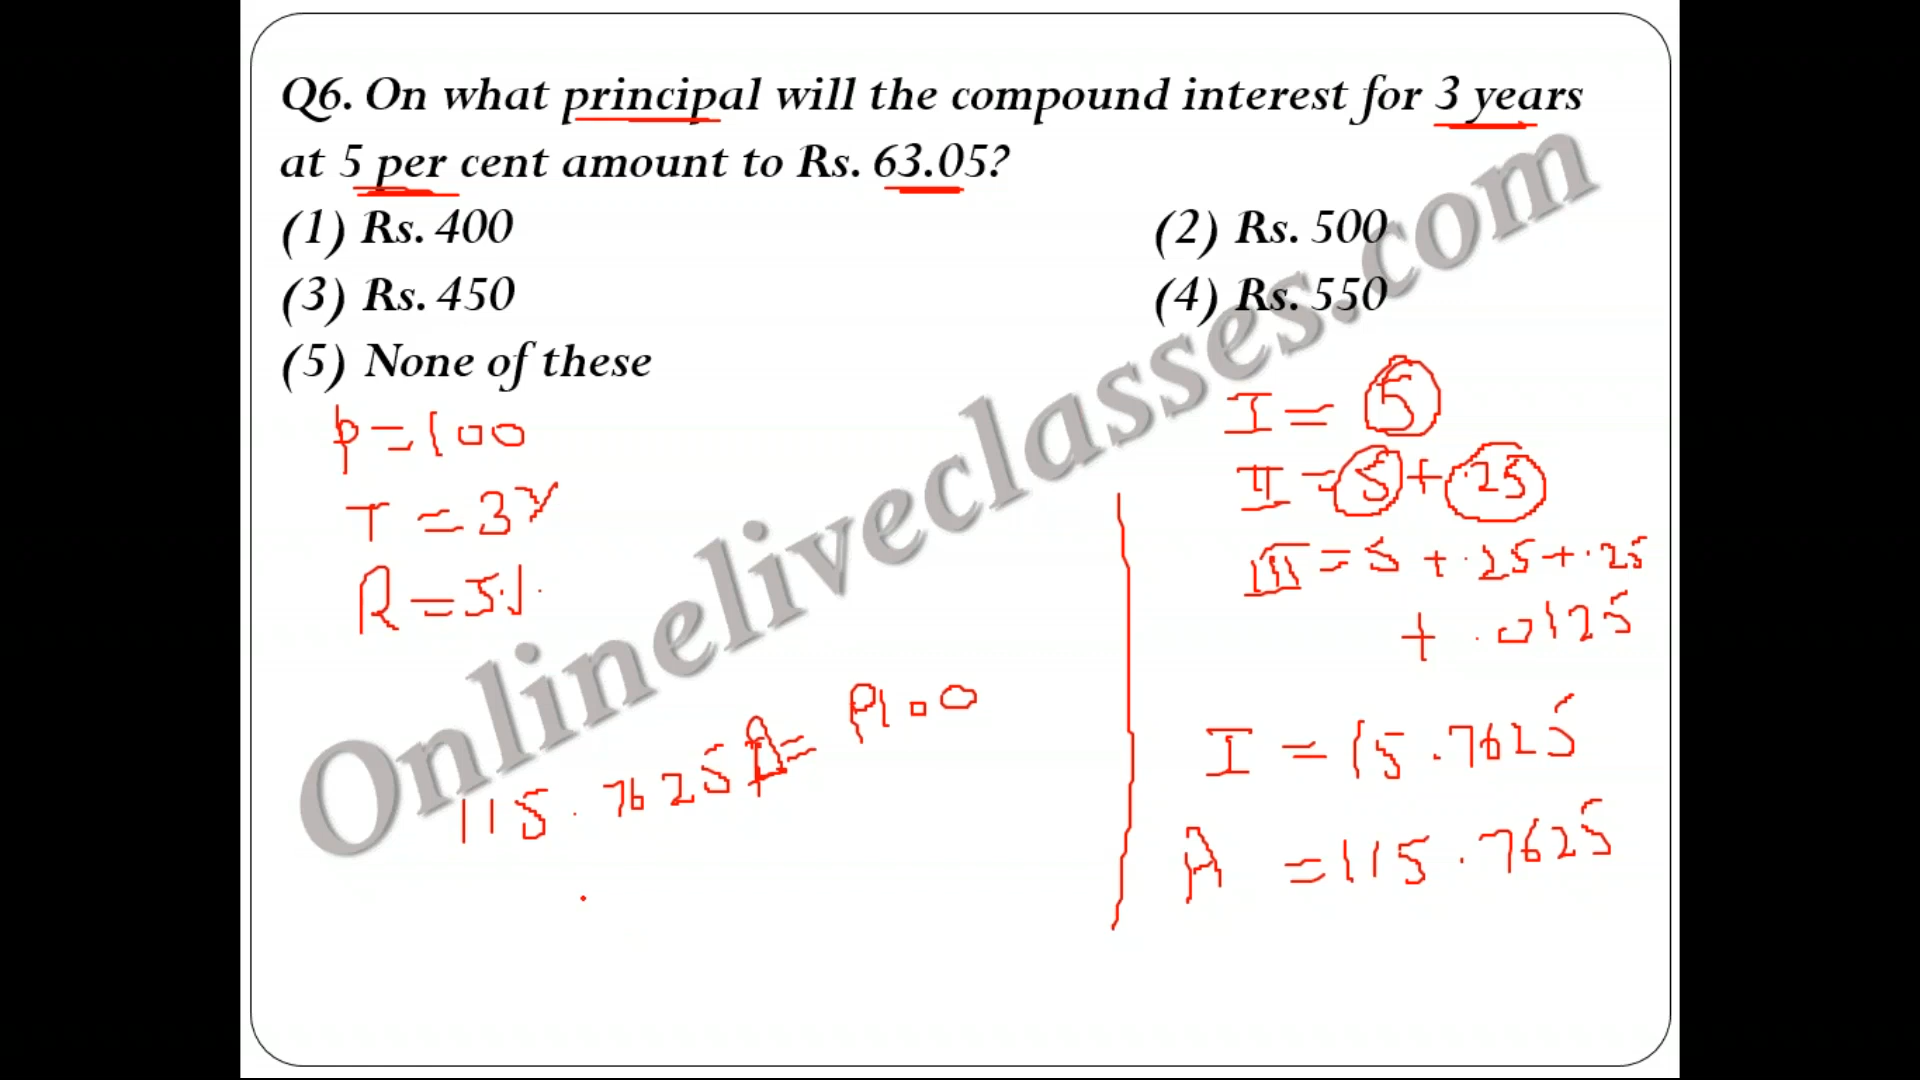 Q6. On what principal will the compound interest for 3 years
at 5 per cent amount to Rs. 63.05?
(1) Rs. 400 (2) Rs. 500
(3) Rs. 450 (4) Rs. 550
(5) None of these
p = 100
T = 3y
R = 5%
I = 5
II = 5 + .25
III = 5 + .25 + .25
+ .0125
I = 15.7625
A = 115.7625
115.7625 A = P100
Onlineliveclasses.com